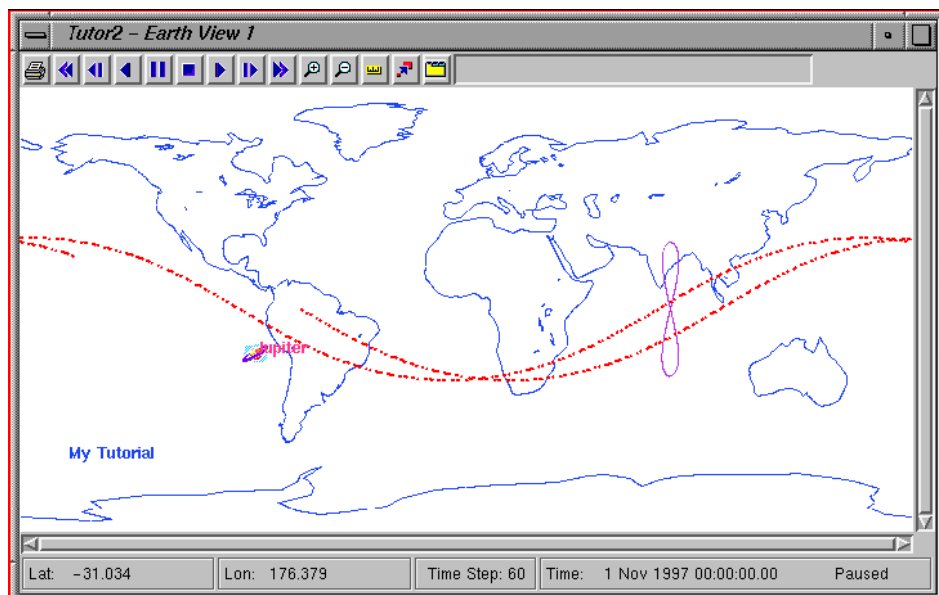 Tutor2 – Earth View 1
Jupiter
My Tutorial
Lat: -31.034 Lon: 176.379 Time Step: 60 Time: 1 Nov 1997 00:00:00.00 Paused